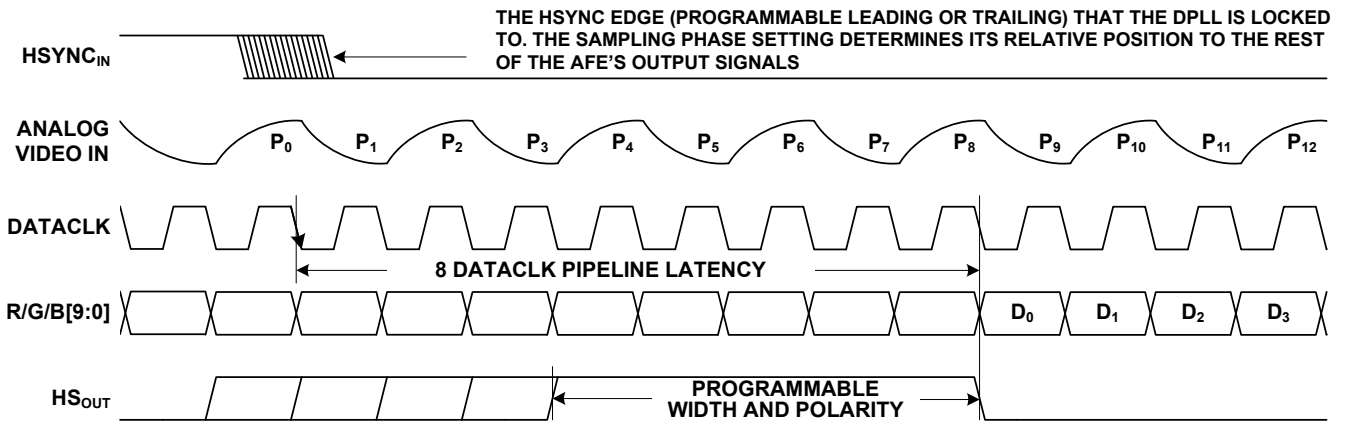 THE HSYNC EDGE (PROGRAMMABLE LEADING OR TRAILING) THAT THE DPLL IS LOCKED
TO. THE SAMPLING PHASE SETTING DETERMINES ITS RELATIVE POSITION TO THE REST
OF THE AFE'S OUTPUT SIGNALS
HSYNCIN
ANALOG
VIDEO IN
P0 P1 P2 P3 P4 P5 P6 P7 P8 P9 P10 P11 P12
DATACLK
8 DATACLK PIPELINE LATENCY
R/G/B[9:0]
D0 D1 D2 D3
HSOUT
PROGRAMMABLE
WIDTH AND POLARITY